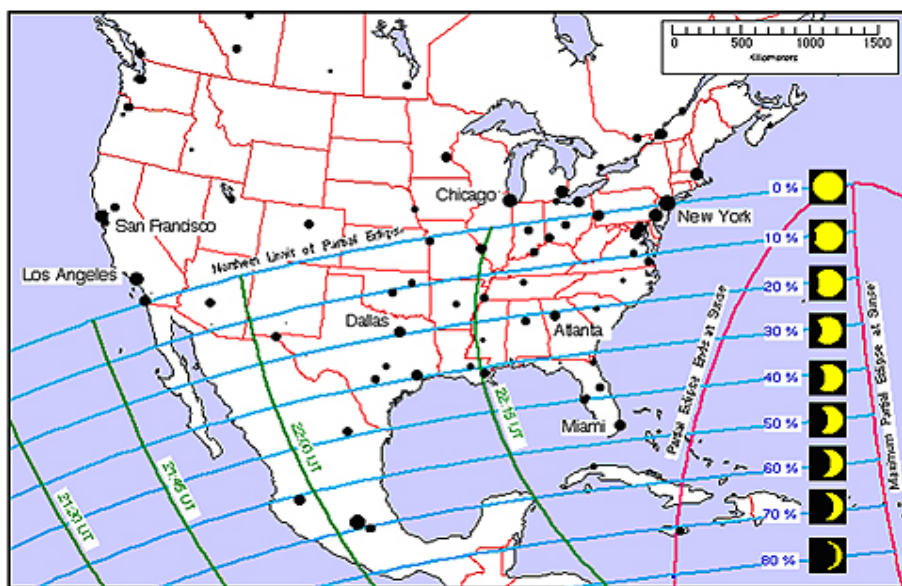 0 500 1000 1500
Kilometers
Chicago
0 %
New York
San Francisco
Northern Limit of Partial Eclipse
10 %
Los Angeles
20 %
Dallas
Atlanta
30 %
40 %
Partial Eclipse Ends at Sunset
Maximum Partial Eclipse at Sunset
22:15 UT
Miami
50 %
22:00 UT
60 %
21:45 UT
21:30 UT
70 %
80 %